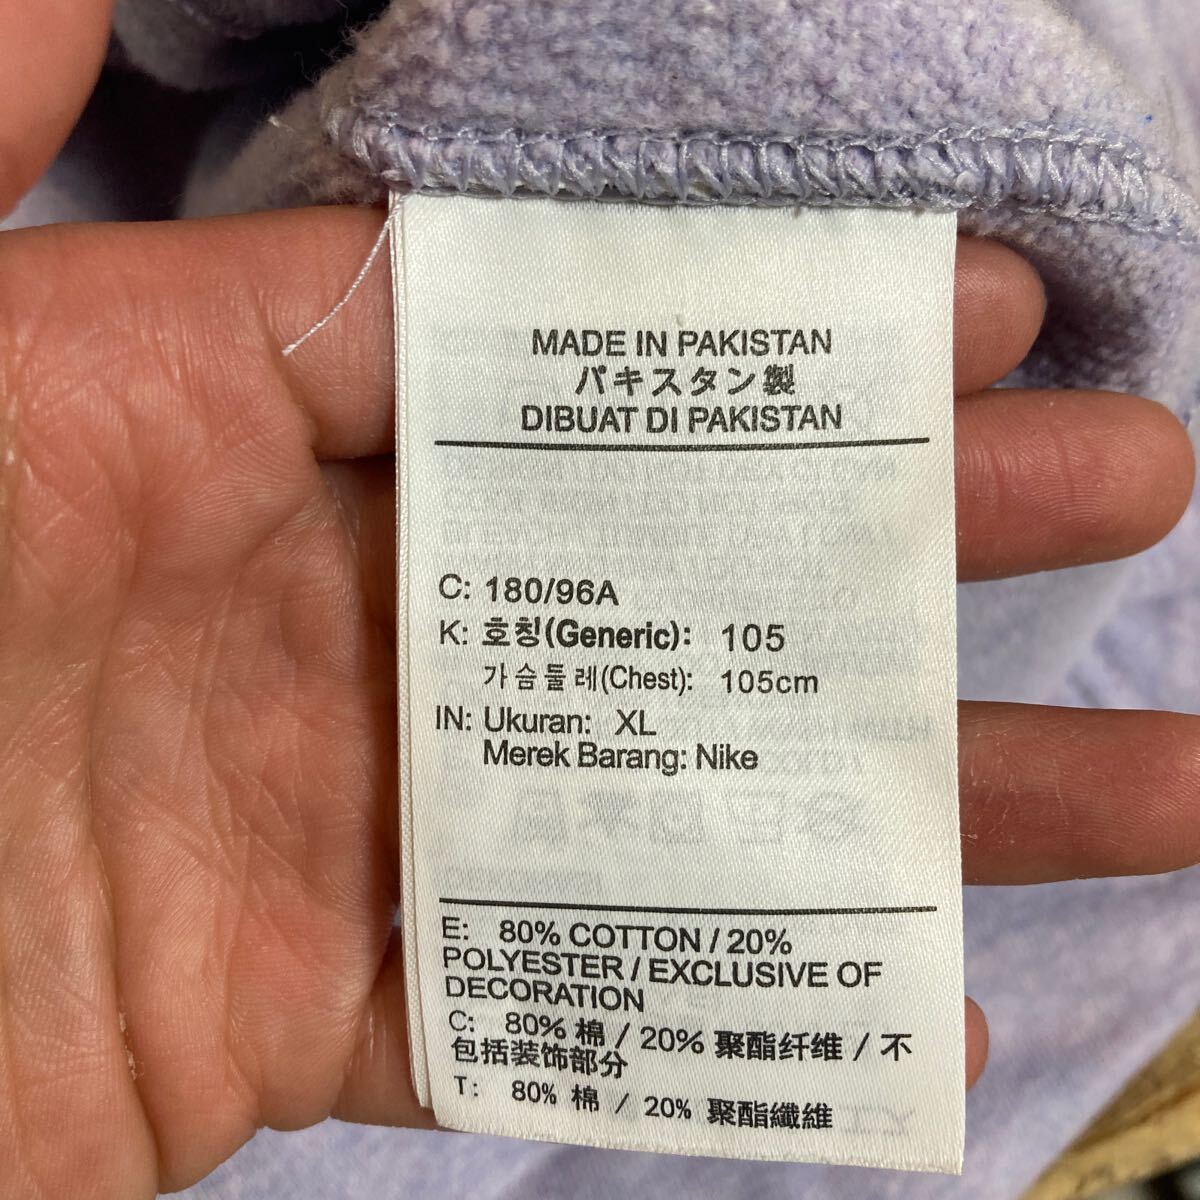 MADE IN PAKISTAN
パキスタン製
DIBUAT DI PAKISTAN
C: 180/96A
K: 호칭(Generic): 105
가슴둘레(Chest): 105cm
IN: Ukuran: XL
Merek Barang: Nike
E: 80% COTTON / 20%
POLYESTER / EXCLUSIVE OF
DECORATION
C: 80% 棉 / 20% 聚酯纤维 / 不
包括装饰部分
T: 80% 棉 / 20% 聚酯纖維